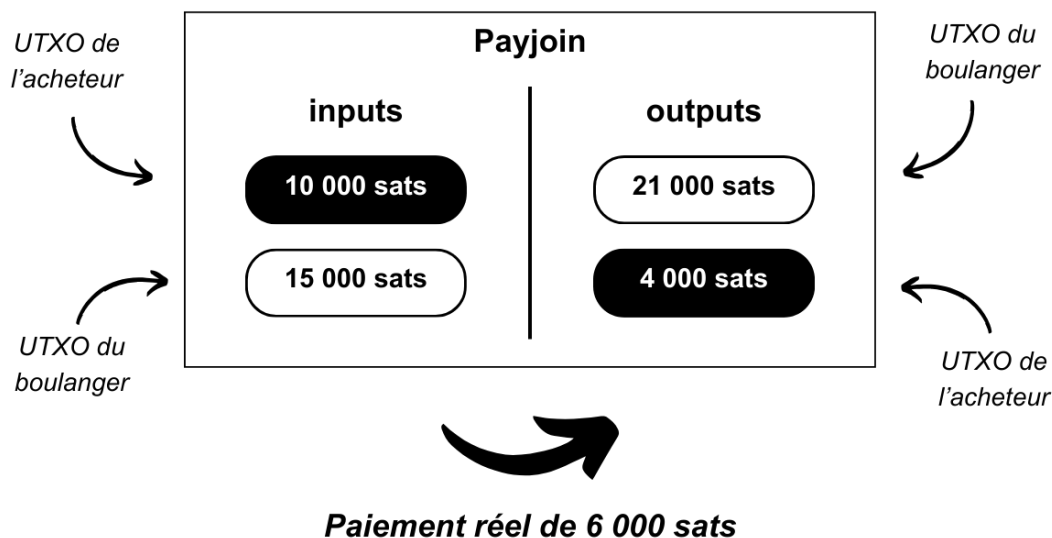 Payjoin
UTXO de
l'acheteur
UTXO du
boulanger
inputs
outputs
10 000 sats
21 000 sats
15 000 sats
4 000 sats
UTXO du
boulanger
UTXO de
l'acheteur
Paiement réel de 6 000 sats